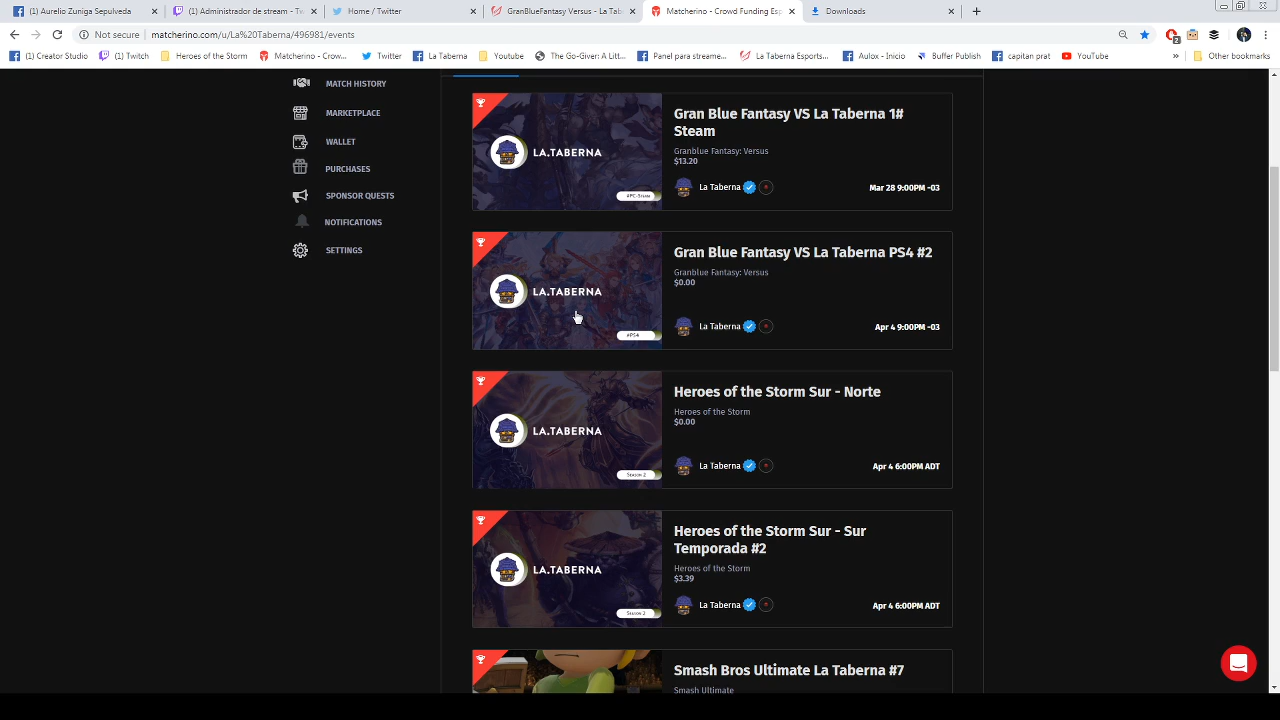 (1) Aurelio Zuniga Sepulveda
(1) Administrador de stream - Tw
Home / Twitter
GranBlueFantasy Versus - La Tab
Matcherino - Crowd Funding Esp
Downloads
Not secure
matcherino.com/u/La%20Taberna/496981/events
2
(1) Creator Studio
(1) Twitch
Heroes of the Storm
Matcherino - Crow...
Twitter
La Taberna
Youtube
The Go-Giver: A Litt...
Panel para streame...
La Taberna Esports...
Aulox - Inicio
Buffer Publish
capitan prat
YouTube
»
Other bookmarks
MATCH HISTORY
MARKETPLACE
WALLET
PURCHASES
SPONSOR QUESTS
NOTIFICATIONS
SETTINGS
LA.TABERNA
#PC-Steam
Gran Blue Fantasy VS La Taberna 1#
Steam
Granblue Fantasy: Versus
$13.20
La Taberna
Mar 28 9:00PM -03
LA.TABERNA
#PS4
Gran Blue Fantasy VS La Taberna PS4 #2
Granblue Fantasy: Versus
$0.00
La Taberna
Apr 4 9:00PM -03
LA.TABERNA
Season 2
Heroes of the Storm Sur - Norte
Heroes of the Storm
$0.00
La Taberna
Apr 4 6:00PM ADT
LA.TABERNA
Season 2
Heroes of the Storm Sur - Sur
Temporada #2
Heroes of the Storm
$3.39
La Taberna
Apr 4 6:00PM ADT
Smash Bros Ultimate La Taberna #7
Smash Ultimate